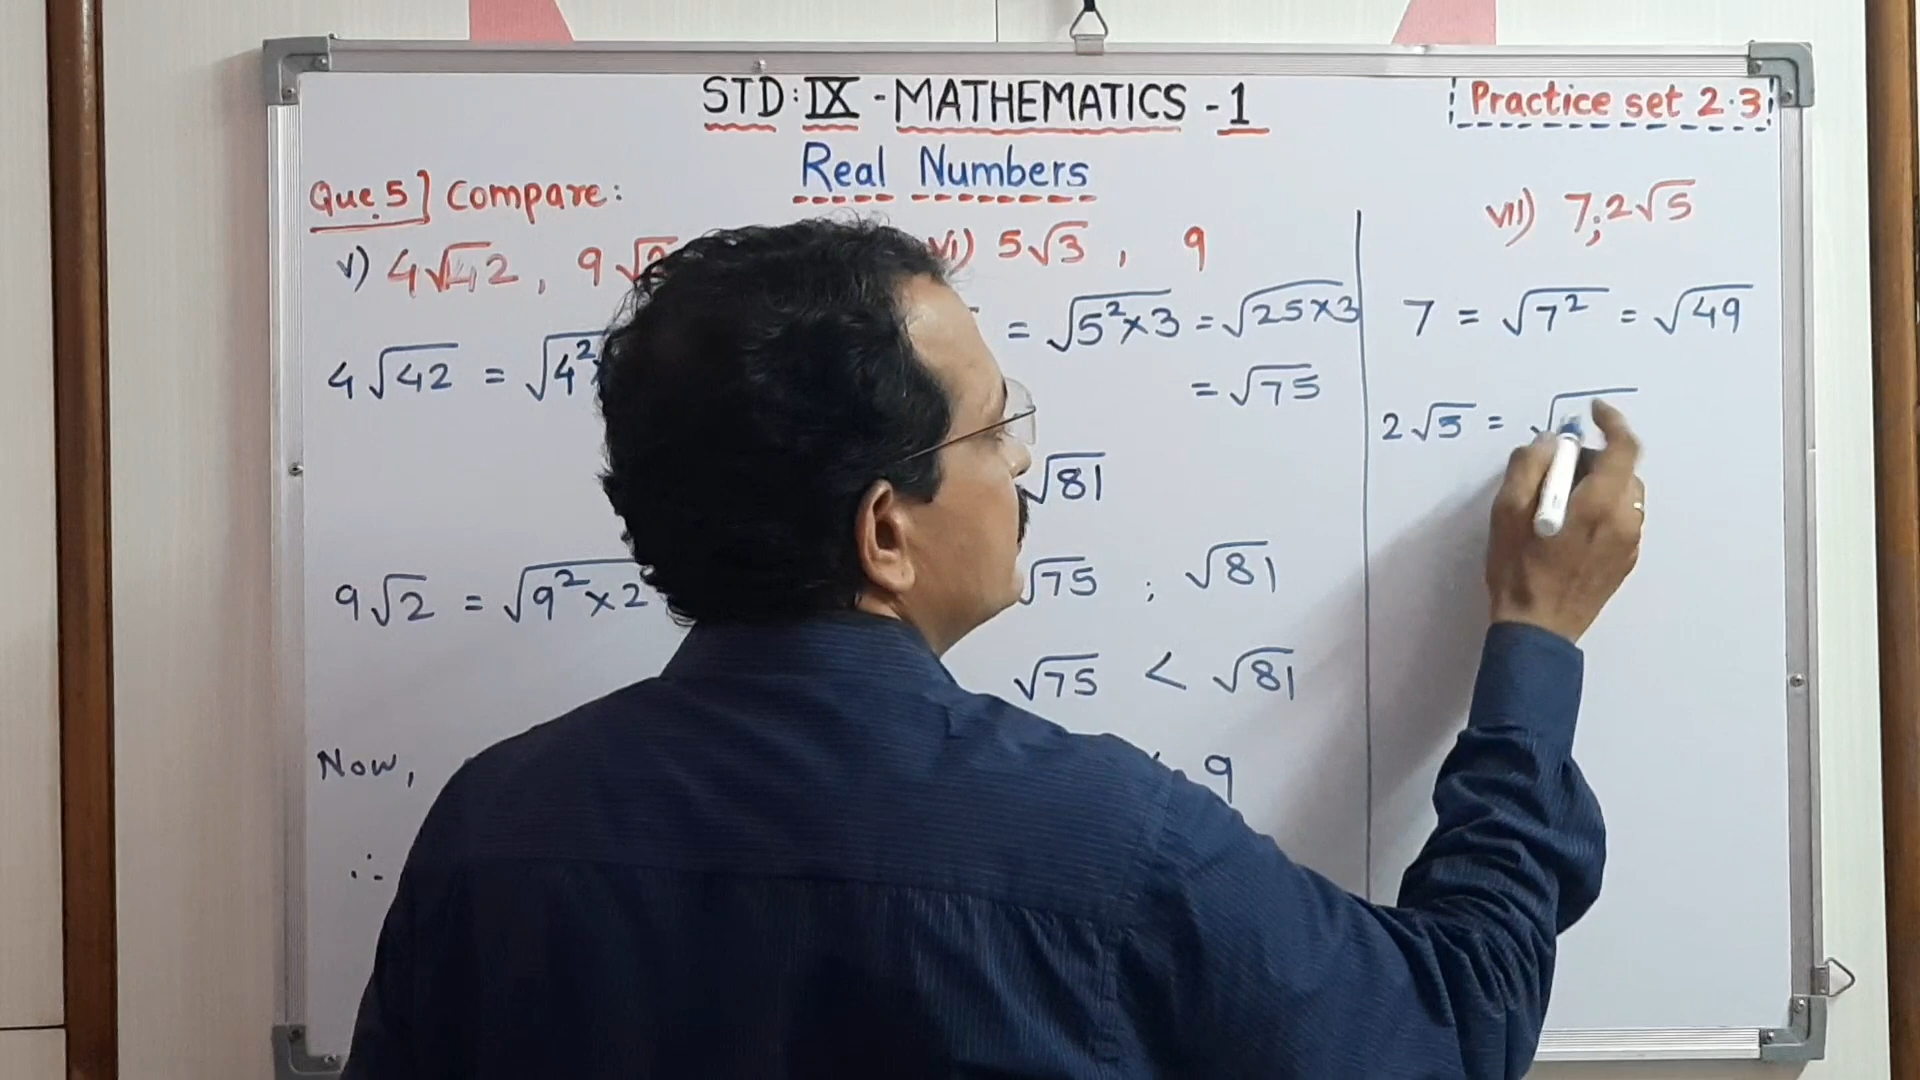 STD: IX - MATHEMATICS - 1
Practice set 2.3
Real Numbers
Que. 5] Compare:
v) 4√42 , 9√
4√42 = √4²
9√2 = √9²×2
Now,
∴
vi) 5√3 , 9
= √5²×3 = √25×3
= √75
√81
√75 ; √81
√75 < √81
< 9
vii) 7; 2√5
7 = √7² = √49
2√5 = √